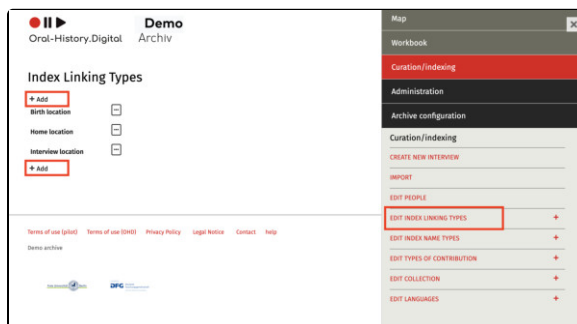 Oral-History.Digital
Demo
Archiv
Index Linking Types
+ Add
Birth location
Home location
Interview location
+ Add
Terms of use (pilot) Terms of use (OHD) Privacy Policy Legal Notice Contact help
Demo archive
DFG
Map
Workbook
Curation/indexing
Administration
Archive configuration
Curation/indexing
CREATE NEW INTERVIEW
IMPORT
EDIT PEOPLE
EDIT INDEX LINKING TYPES +
EDIT INDEX NAME TYPES +
EDIT TYPES OF CONTRIBUTION +
EDIT COLLECTION +
EDIT LANGUAGES +